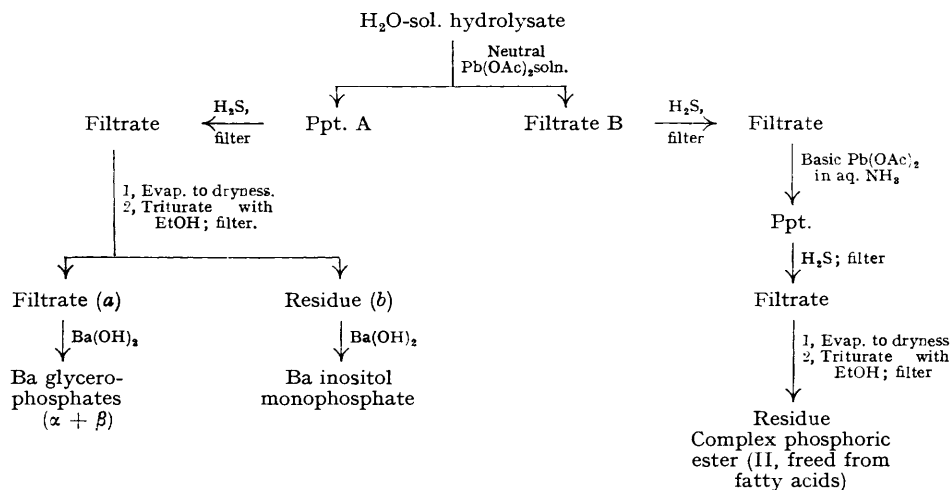 H₂O-sol. hydrolysate
Neutral
Pb(OAc)₂soln.
Filtrate
H₂S,
filter
Ppt. A
Filtrate B
H₂S,
filter
Filtrate
1, Evap. to dryness.
2, Triturate with
EtOH; filter.
Basic Pb(OAc)₂
in aq. NH₃
Ppt.
H₂S; filter
Filtrate (a)
Residue (b)
Filtrate
Ba(OH)₂
Ba(OH)₂
1, Evap. to dryness
2, Triturate with
EtOH; filter
Ba glycero-
phosphates
(α + β)
Ba inositol
monophosphate
Residue
Complex phosphoric
ester (II, freed from
fatty acids)